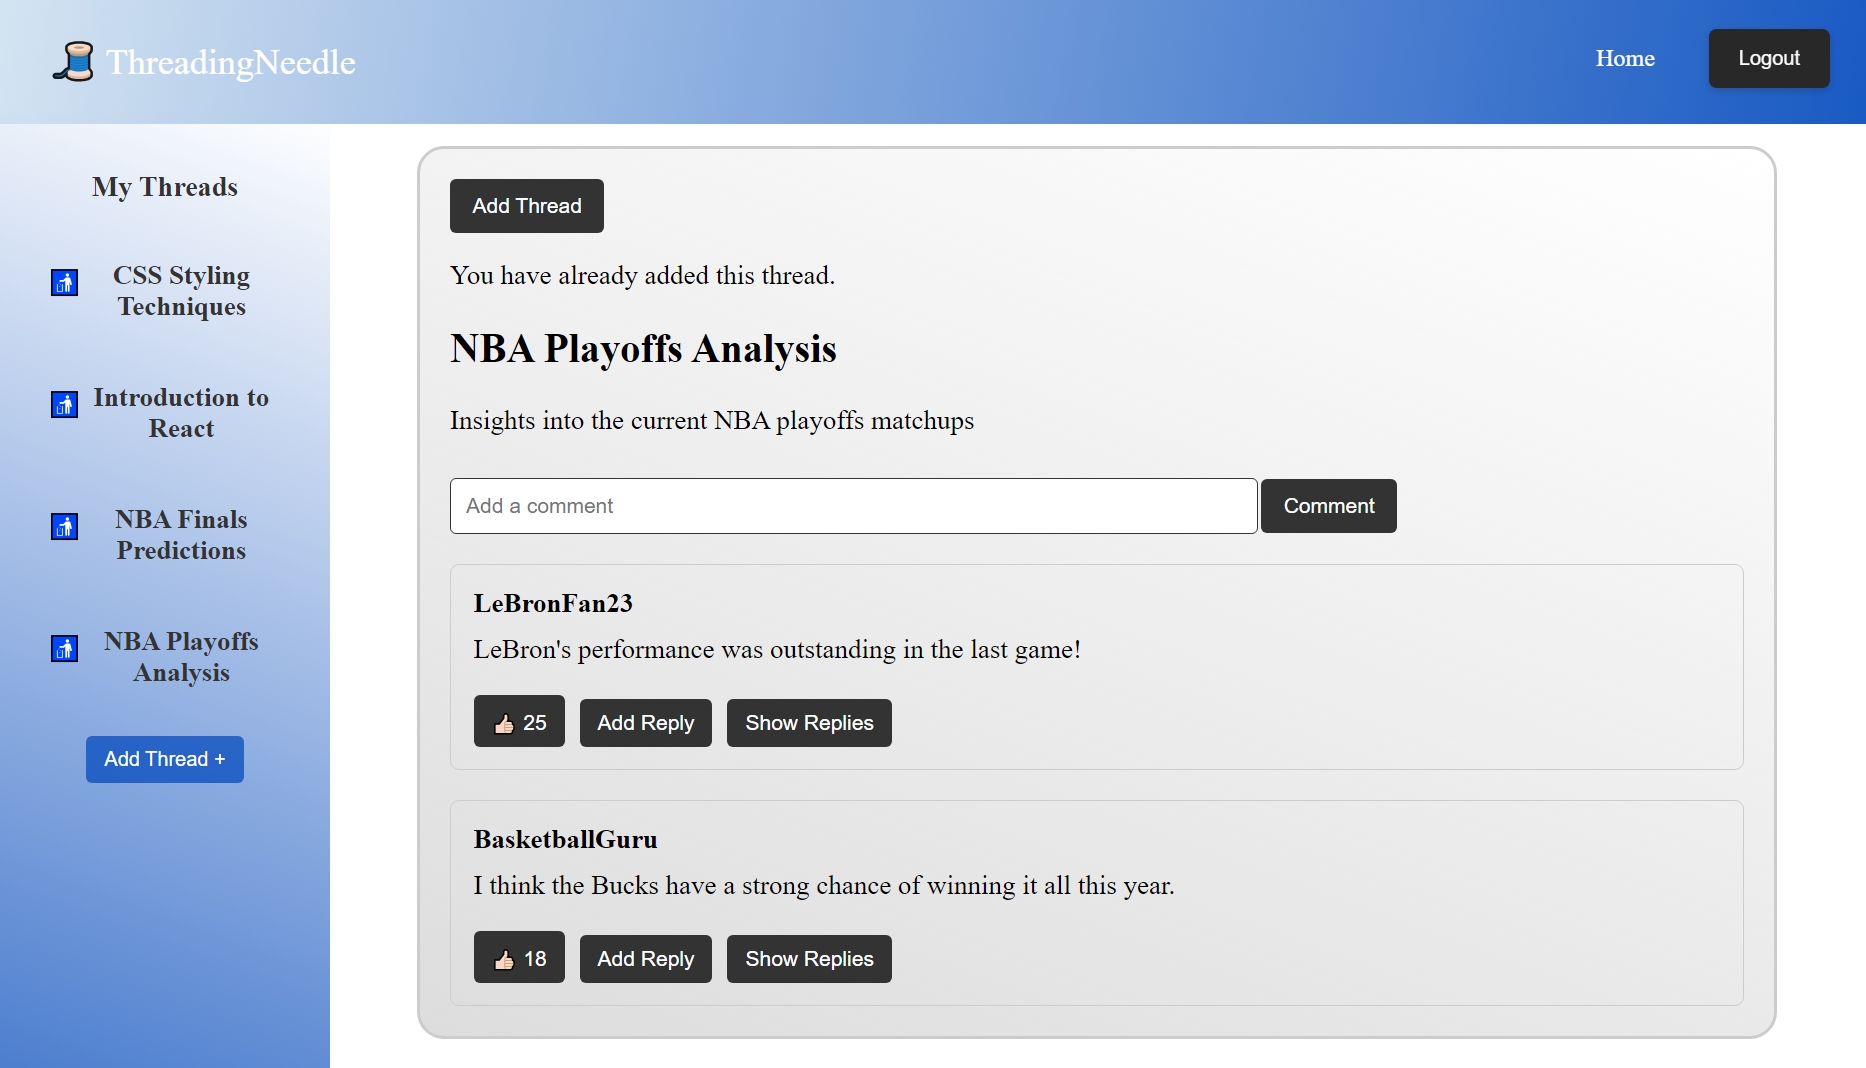 ThreadingNeedle
Home
Logout
My Threads
CSS Styling
Techniques
Introduction to
React
NBA Finals
Predictions
NBA Playoffs
Analysis
Add Thread +
Add Thread
You have already added this thread.
NBA Playoffs Analysis
Insights into the current NBA playoffs matchups
Add a comment
Comment
LeBronFan23
LeBron's performance was outstanding in the last game!
25
Add Reply
Show Replies
BasketballGuru
I think the Bucks have a strong chance of winning it all this year.
18
Add Reply
Show Replies